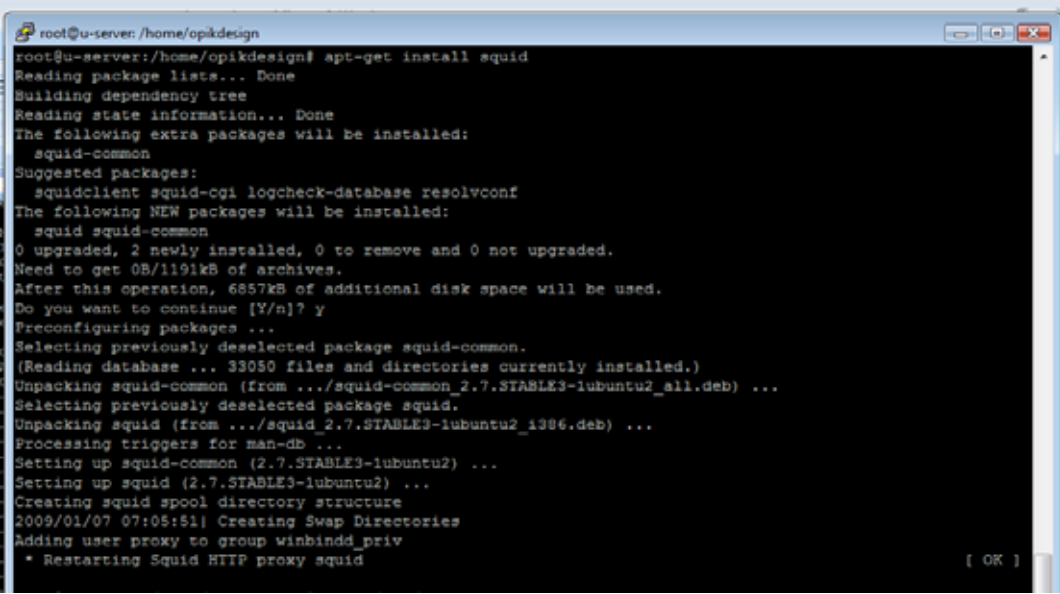 root@u-server: /home/opikdesign
root@u-server:/home/opikdesign# apt-get install squid
Reading package lists... Done
Building dependency tree
Reading state information... Done
The following extra packages will be installed:
  squid-common
Suggested packages:
  squidclient squid-cgi logcheck-database resolvconf
The following NEW packages will be installed:
  squid squid-common
0 upgraded, 2 newly installed, 0 to remove and 0 not upgraded.
Need to get 0B/1191kB of archives.
After this operation, 6857kB of additional disk space will be used.
Do you want to continue [Y/n]? y
Preconfiguring packages ...
Selecting previously deselected package squid-common.
(Reading database ... 33050 files and directories currently installed.)
Unpacking squid-common (from .../squid-common_2.7.STABLE3-1ubuntu2_all.deb) ...
Selecting previously deselected package squid.
Unpacking squid (from .../squid_2.7.STABLE3-1ubuntu2_i386.deb) ...
Processing triggers for man-db ...
Setting up squid-common (2.7.STABLE3-1ubuntu2) ...
Setting up squid (2.7.STABLE3-1ubuntu2) ...
Creating squid spool directory structure
2009/01/07 07:05:51| Creating Swap Directories
Adding user proxy to group winbindd_priv
 * Restarting Squid HTTP proxy squid [ OK ]